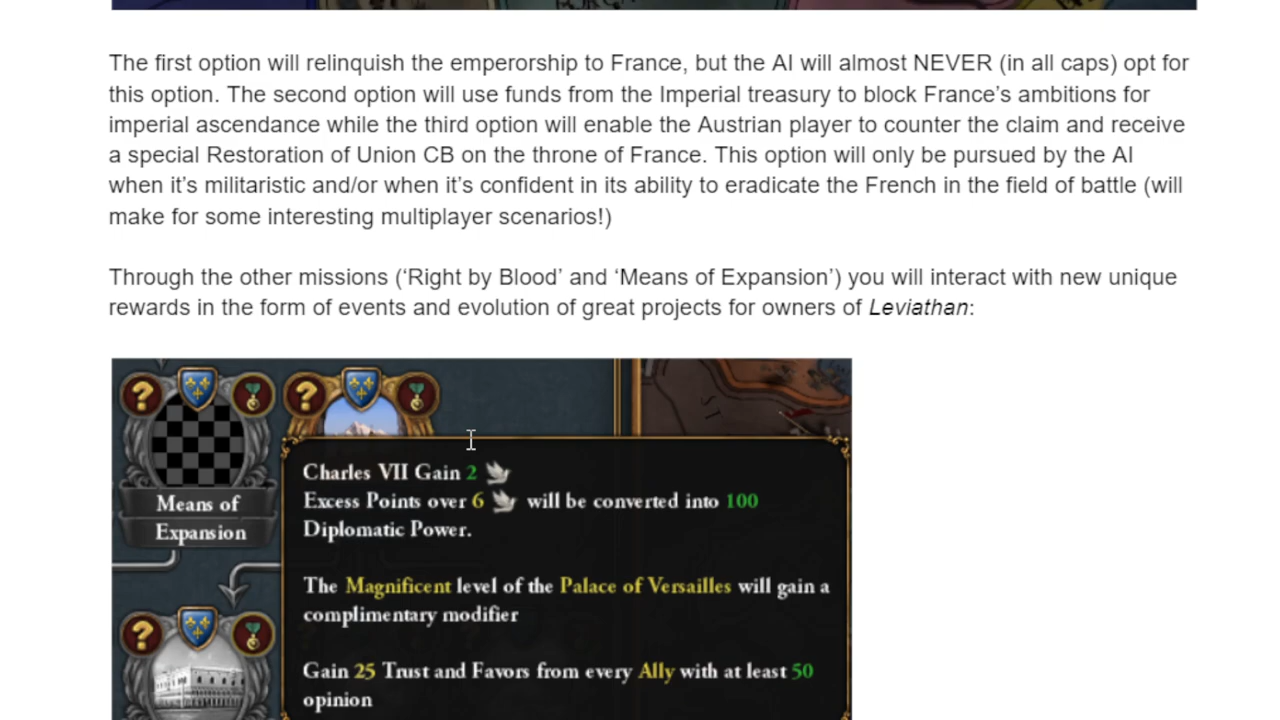 The first option will relinquish the emperorship to France, but the AI will almost NEVER (in all caps) opt for
this option. The second option will use funds from the Imperial treasury to block France’s ambitions for
imperial ascendance while the third option will enable the Austrian player to counter the claim and receive
a special Restoration of Union CB on the throne of France. This option will only be pursued by the AI
when it’s militaristic and/or when it’s confident in its ability to eradicate the French in the field of battle (will
make for some interesting multiplayer scenarios!)
Through the other missions (‘Right by Blood’ and ‘Means of Expansion’) you will interact with new unique
rewards in the form of events and evolution of great projects for owners of Leviathan:
Means of
Expansion
Charles VII Gain 2
Excess Points over 6 will be converted into 100
Diplomatic Power.
The Magnificent level of the Palace of Versailles will gain a
complimentary modifier
Gain 25 Trust and Favors from every Ally with at least 50
opinion